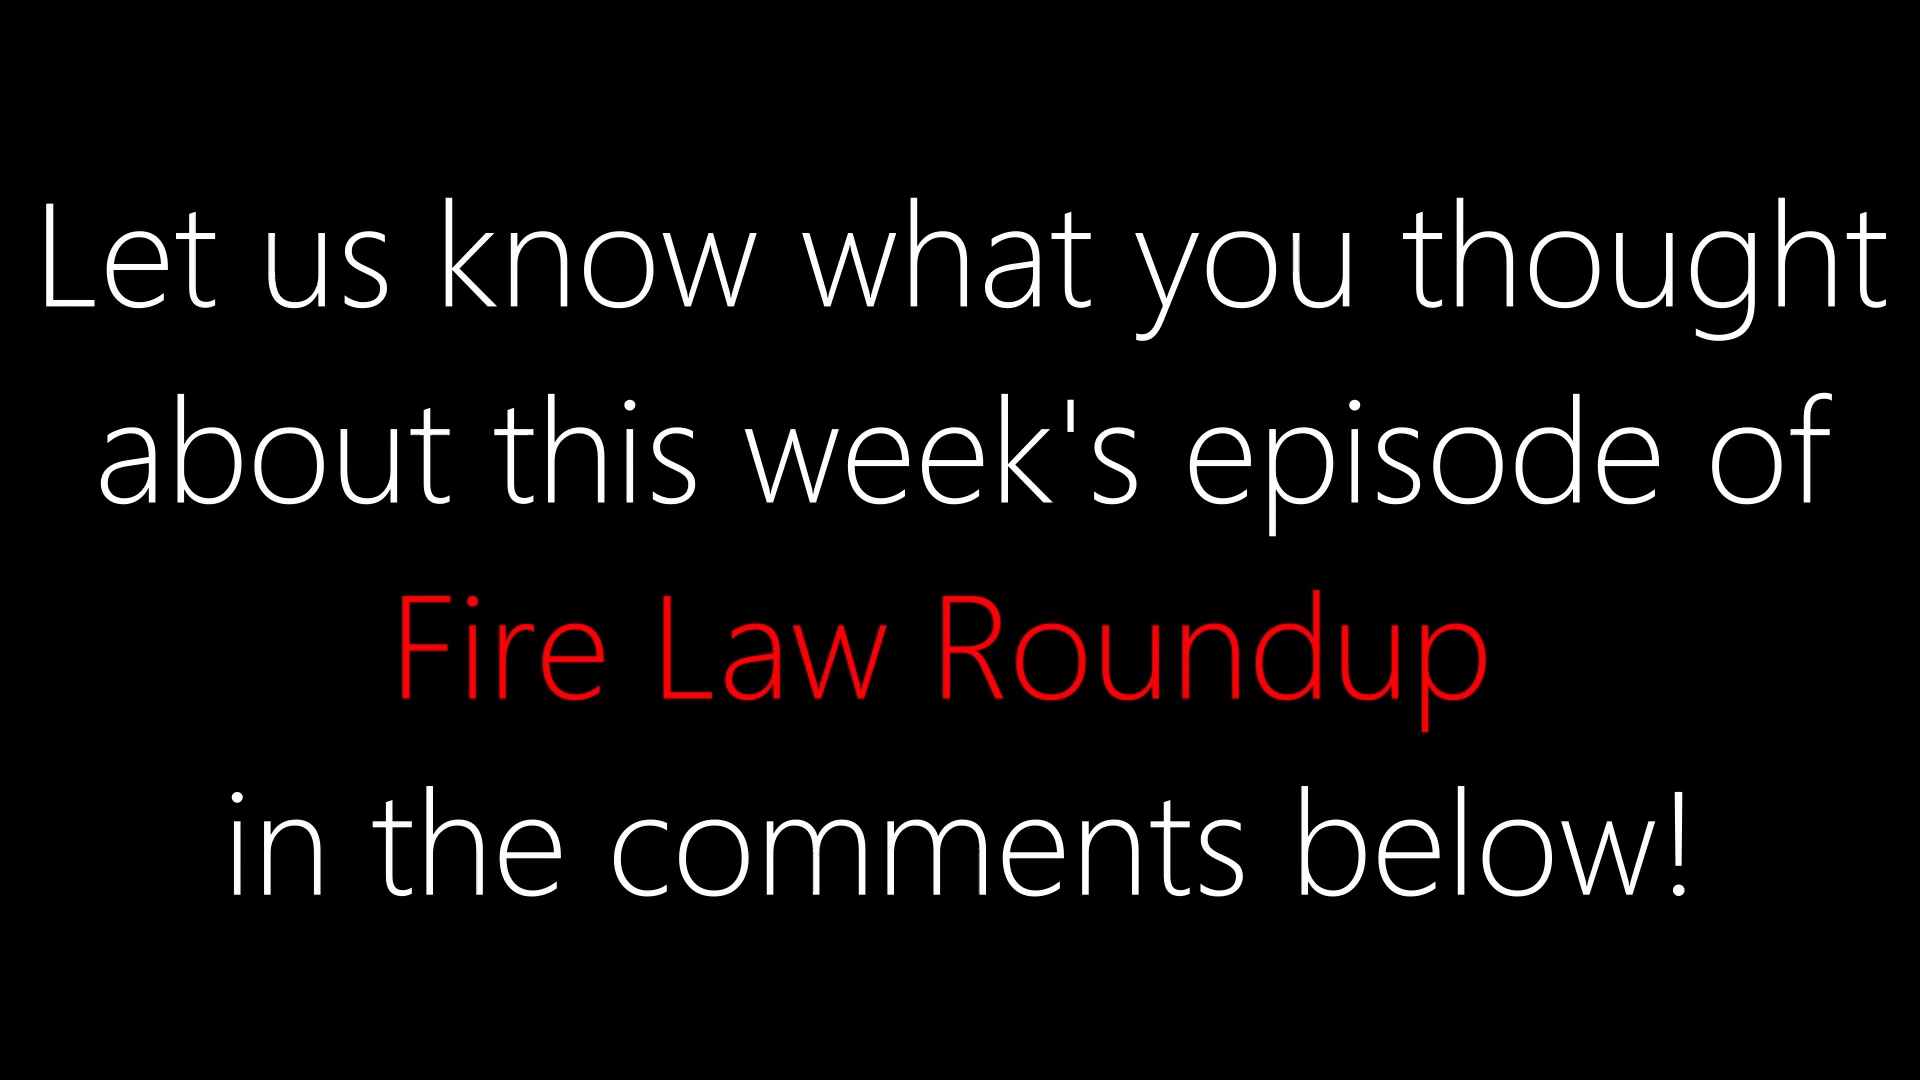 Let us know what you thought
about this week's episode of
Fire Law Roundup
in the comments below!